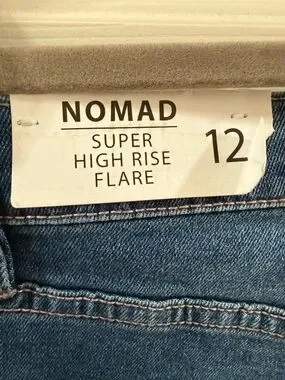 NOMAD
SUPER
HIGH RISE
FLARE
12